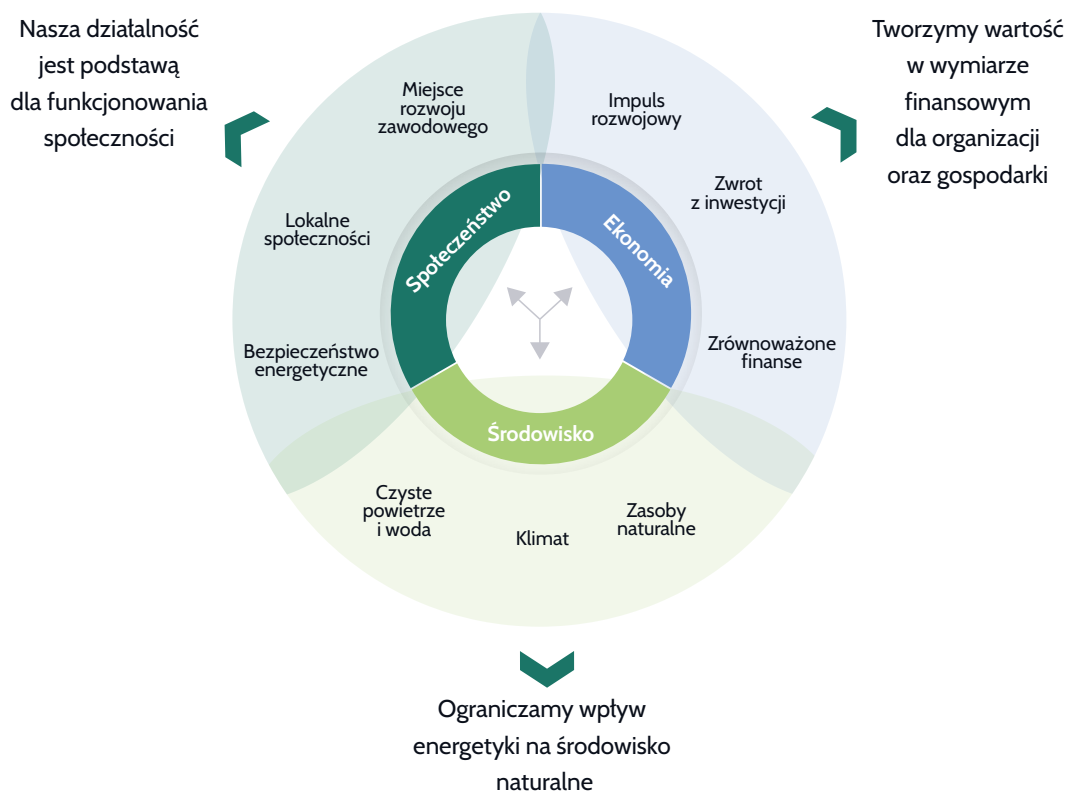 Nasza działalność
jest podstawą
dla funkcjonowania
społeczności
Tworzymy wartość
w wymiarze
finansowym
dla organizacji
oraz gospodarki
Miejsce
rozwoju
zawodowego
Lokalne
społeczności
Bezpieczeństwo
energetyczne
Impuls
rozwojowy
Zwrot
z inwestycji
Zrównoważone
finanse
Społeczeństwo
Ekonomia
Środowisko
Czyste
powietrze
i woda
Klimat
Zasoby
naturalne
Ograniczamy wpływ
energetyki na środowisko
naturalne